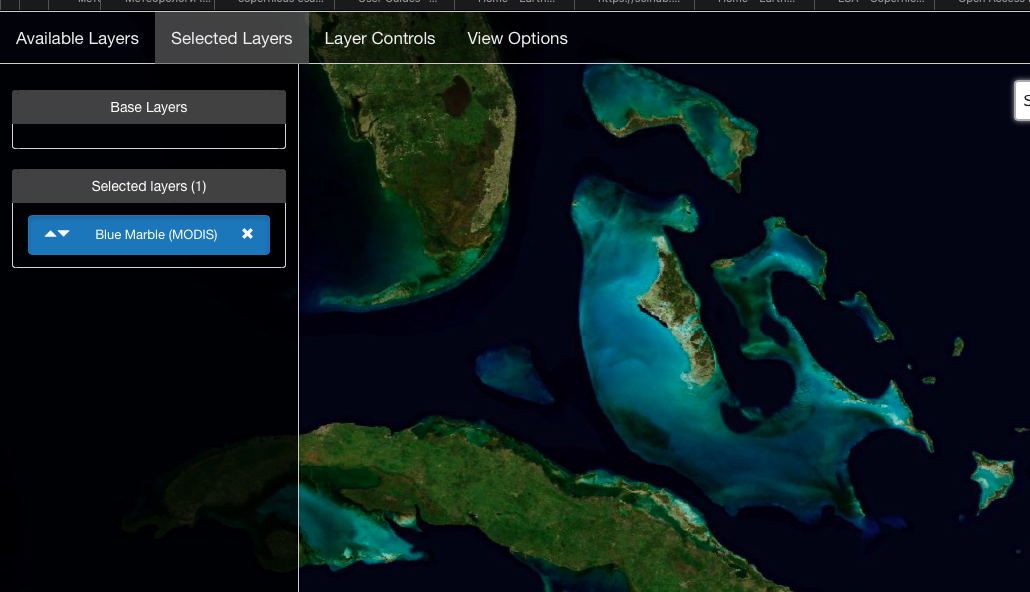 Available Layers
Selected Layers
Layer Controls
View Options
Base Layers
Selected layers (1)
Blue Marble (MODIS)